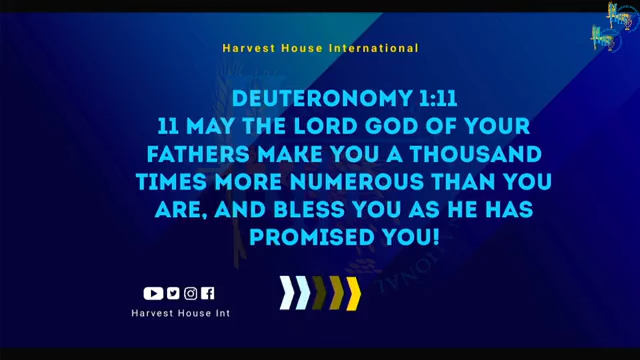 Harvest House International
DEUTERONOMY 1:11
11 MAY THE LORD GOD OF YOUR
FATHERS MAKE YOU A THOUSAND
TIMES MORE NUMEROUS THAN YOU
ARE, AND BLESS YOU AS HE HAS
PROMISED YOU!
Harvest House Int